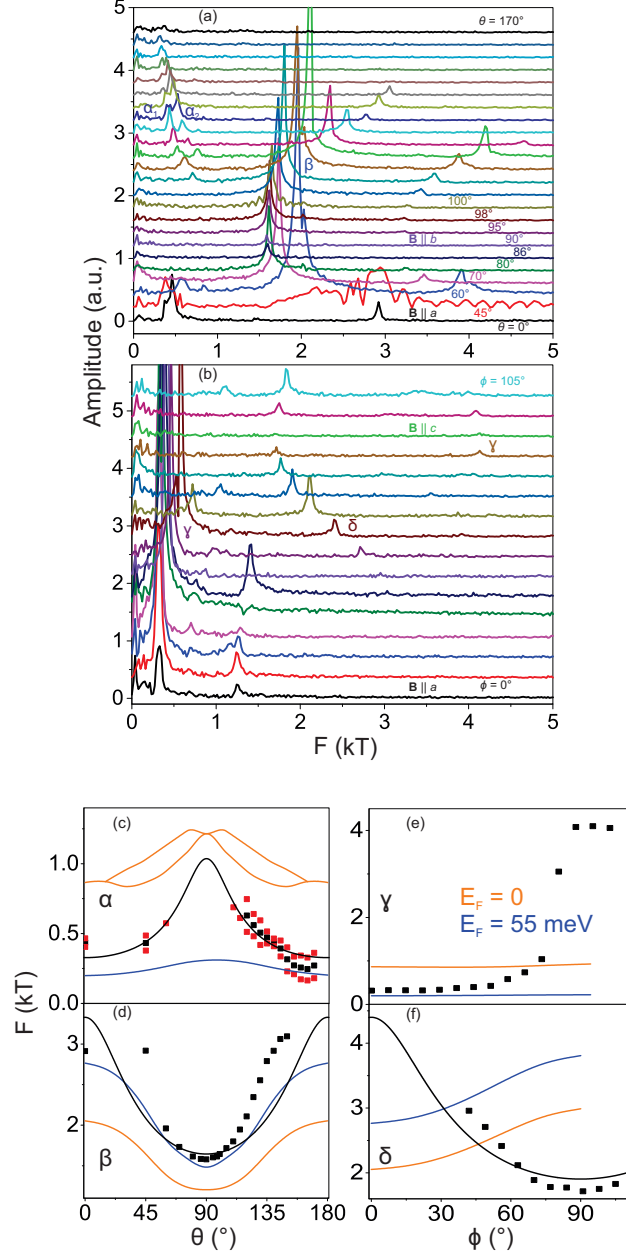 (a)
θ = 170°
α₁
α₂
β
100°
98°
95°
B || b
90°
86°
80°
70°
60°
B || a
45°
θ = 0°
5
4
3
2
1
0
0 1 2 3 4 5
Amplitude (a.u.)
(b)
ϕ = 105°
B || c
γ
δ
γ
B || a
ϕ = 0°
5
4
3
2
1
0
0 1 2 3 4 5
F (kT)
(c)
α
1.0
0.5
0.0
F (kT)
(d)
β
3
2
0 45 90 135 180
θ (°)
(e)
γ
E_F = 0
E_F = 55 meV
4
2
0
(f)
δ
4
3
2
0 30 60 90
ϕ (°)